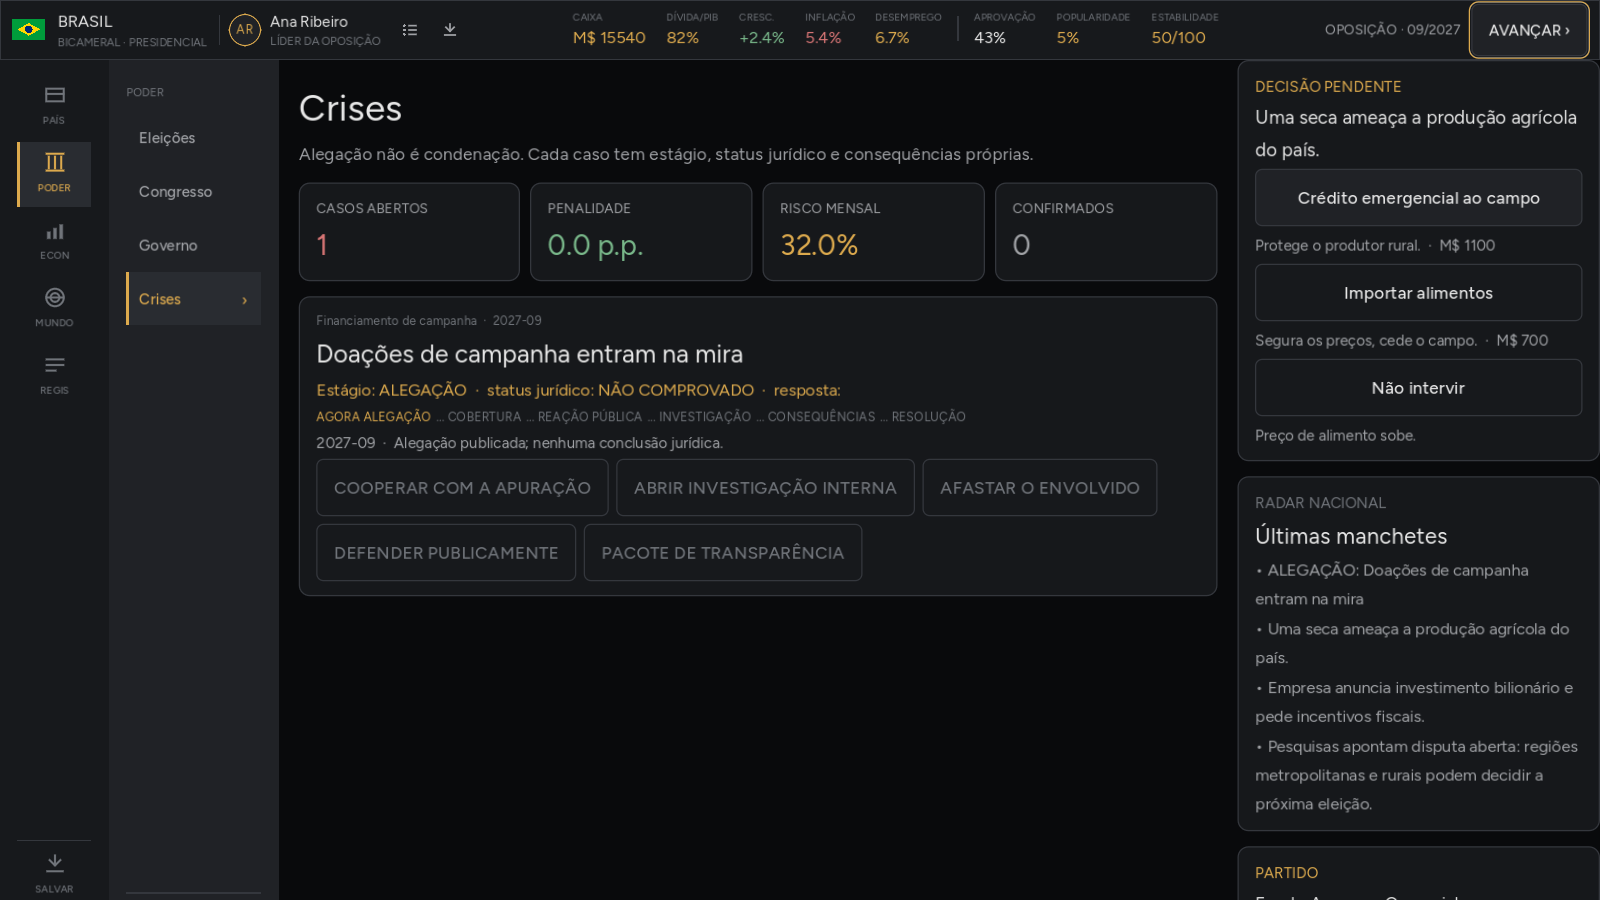 BRASIL
BICAMERAL · PRESIDENCIAL
AR
Ana Ribeiro
LÍDER DA OPOSIÇÃO
CAIXA
M$ 15540
DÍVIDA/PIB
82%
CRESC.
+2.4%
INFLAÇÃO
5.4%
DESEMPREGO
6.7%
APROVAÇÃO
43%
POPULARIDADE
5%
ESTABILIDADE
50/100
OPOSIÇÃO · 09/2027
AVANÇAR ›
PAÍS
PODER
ECON
MUNDO
REGIS
SALVAR
PODER
Eleições
Congresso
Governo
Crises ›
Crises
Alegação não é condenação. Cada caso tem estágio, status jurídico e consequências próprias.
CASOS ABERTOS
1
PENALIDADE
0.0 p.p.
RISCO MENSAL
32.0%
CONFIRMADOS
0
Financiamento de campanha · 2027-09
Doações de campanha entram na mira
Estágio: ALEGAÇÃO · status jurídico: NÃO COMPROVADO · resposta:
AGORA ALEGAÇÃO … COBERTURA … REAÇÃO PÚBLICA … INVESTIGAÇÃO … CONSEQUÊNCIAS … RESOLUÇÃO
2027-09 · Alegação publicada; nenhuma conclusão jurídica.
COOPERAR COM A APURAÇÃO
ABRIR INVESTIGAÇÃO INTERNA
AFASTAR O ENVOLVIDO
DEFENDER PUBLICAMENTE
PACOTE DE TRANSPARÊNCIA
DECISÃO PENDENTE
Uma seca ameaça a produção agrícola
do país.
Crédito emergencial ao campo
Protege o produtor rural. · M$ 1100
Importar alimentos
Segura os preços, cede o campo. · M$ 700
Não intervir
Preço de alimento sobe.
RADAR NACIONAL
Últimas manchetes
• ALEGAÇÃO: Doações de campanha
entram na mira
• Uma seca ameaça a produção agrícola do
país.
• Empresa anuncia investimento bilionário e
pede incentivos fiscais.
• Pesquisas apontam disputa aberta: regiões
metropolitanas e rurais podem decidir a
próxima eleição.
PARTIDO